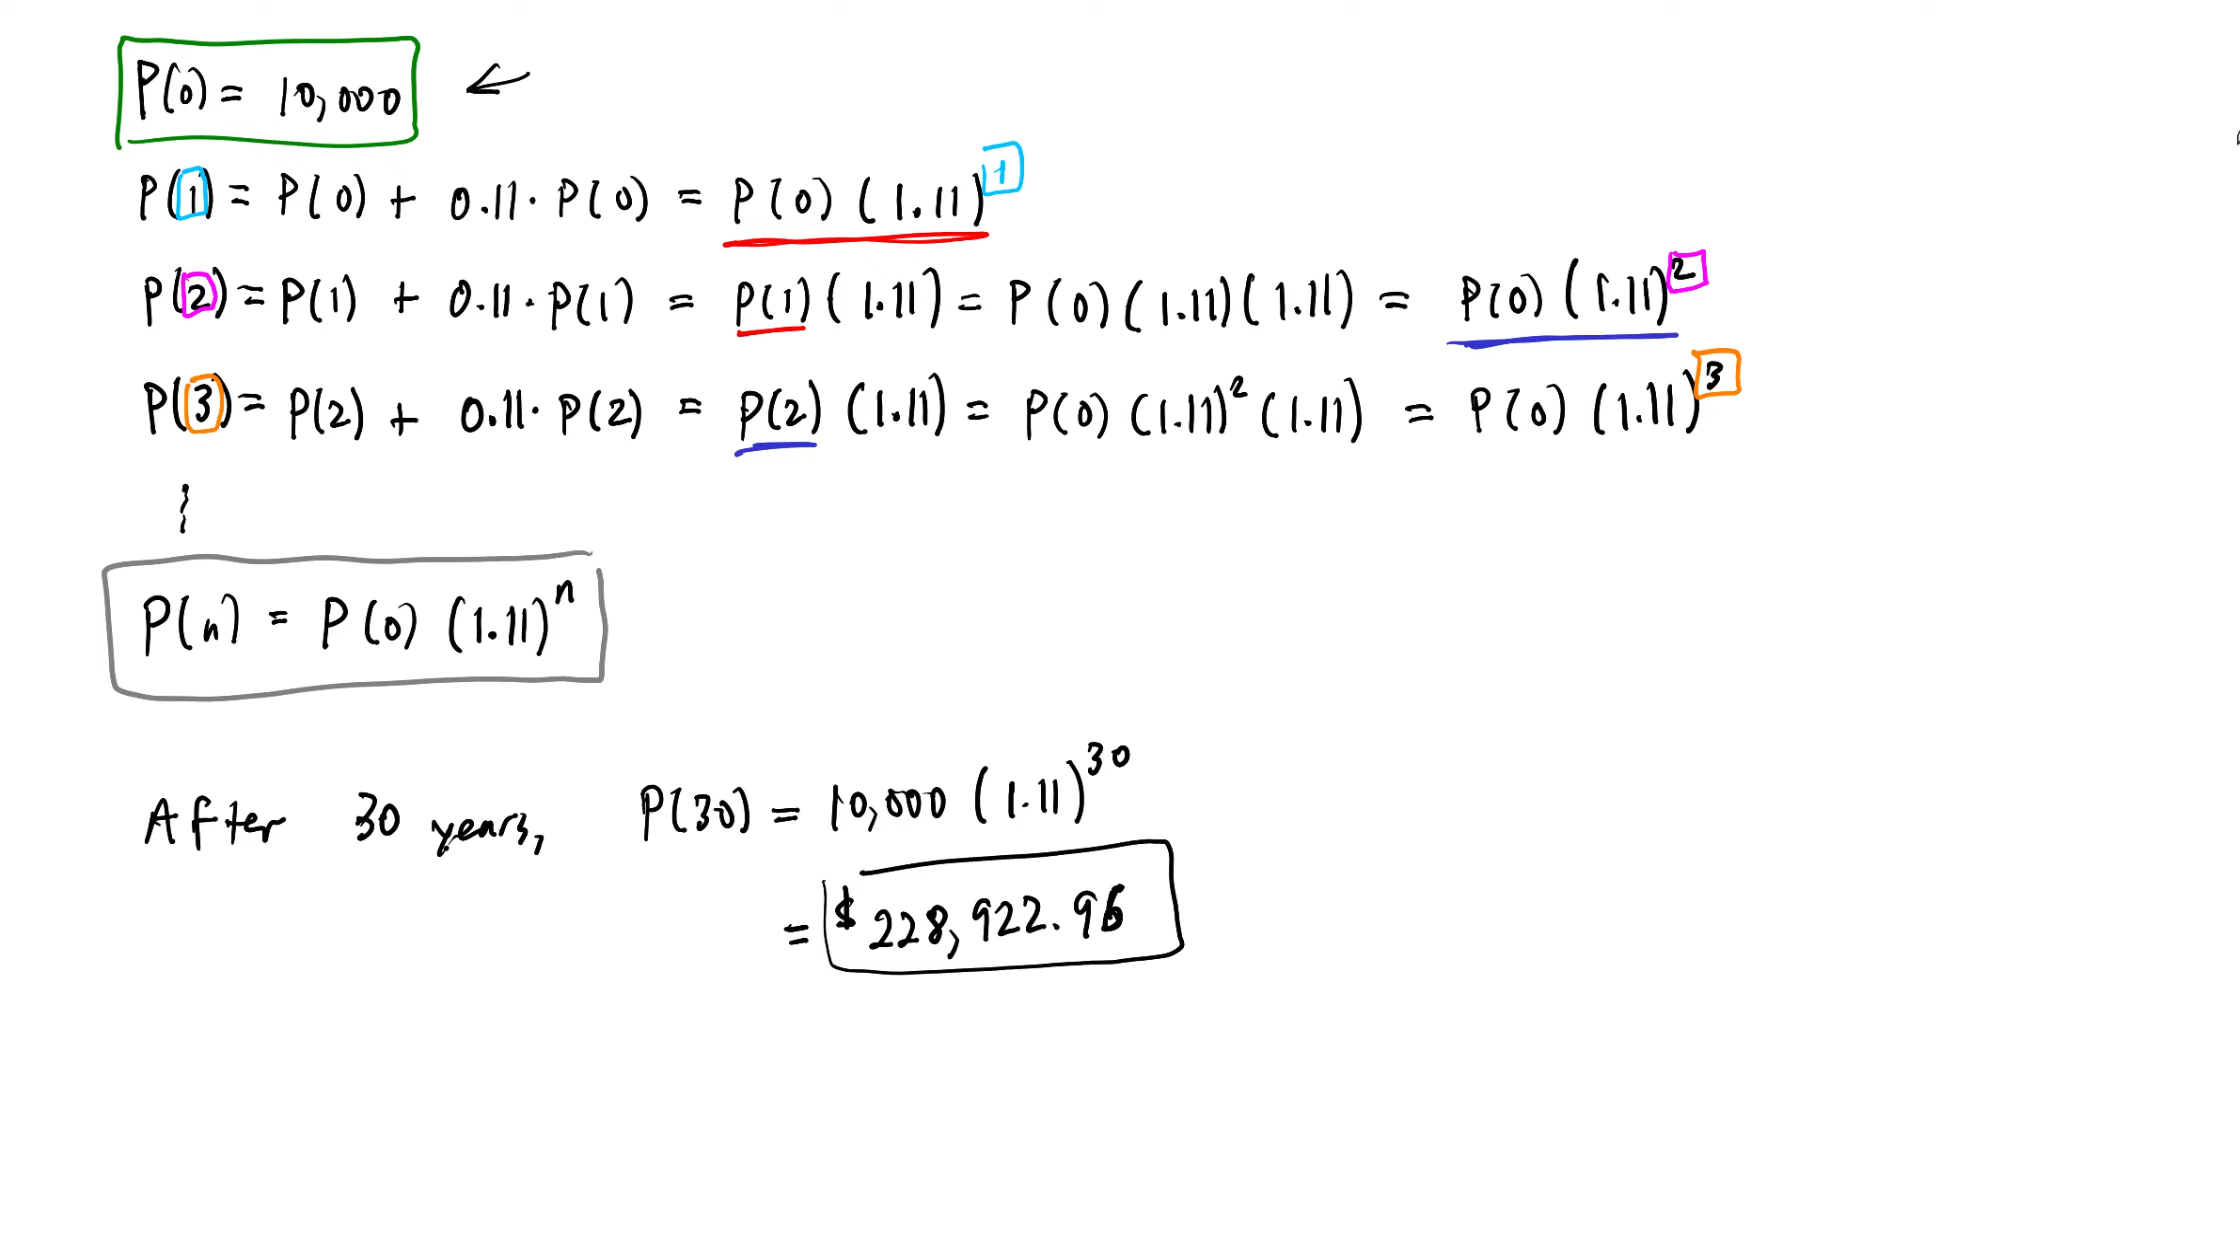 P(0) = 10,000 ←
P(1) = P(0) + 0.11 · P(0) = P(0) (1.11)^1
P(2) = P(1) + 0.11 · P(1) = P(1) (1.11) = P(0) (1.11) (1.11) = P(0) (1.11)^2
P(3) = P(2) + 0.11 · P(2) = P(2) (1.11) = P(0) (1.11)^2 (1.11) = P(0) (1.11)^3
⋮
P(n) = P(0) (1.11)^n
After 30 years, P(30) = 10,000 (1.11)^30
= $228,922.96